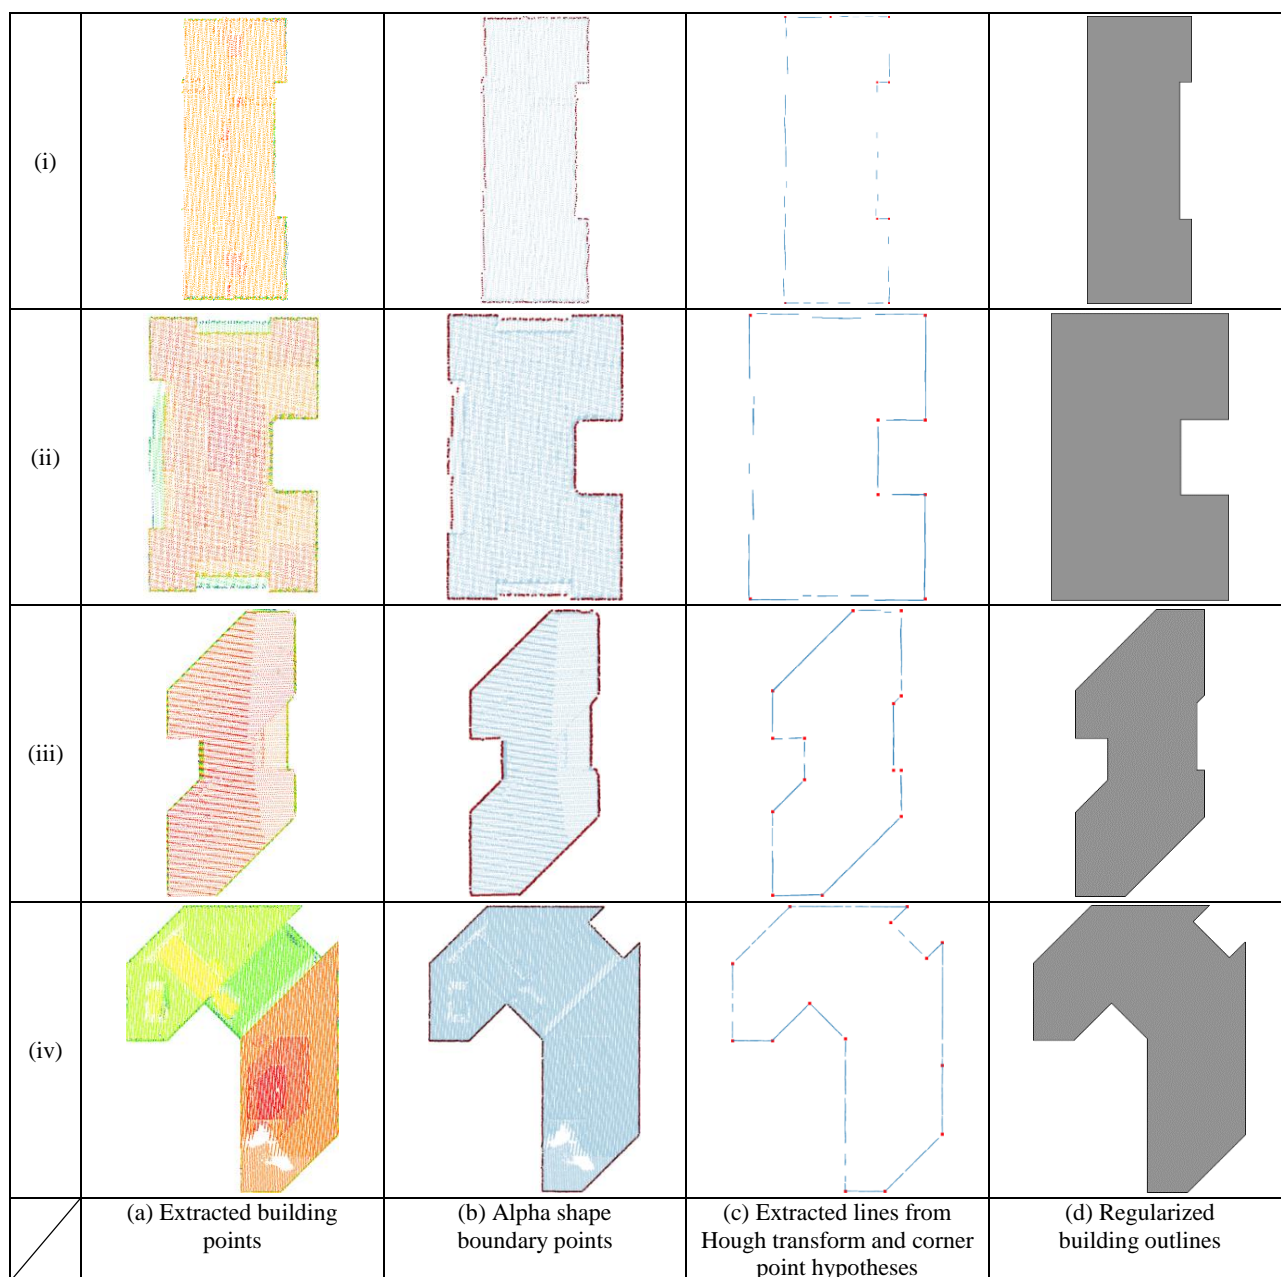 (i)
(ii)
(iii)
(iv)
(a) Extracted building
points
(b) Alpha shape
boundary points
(c) Extracted lines from
Hough transform and corner
point hypotheses
(d) Regularized
building outlines